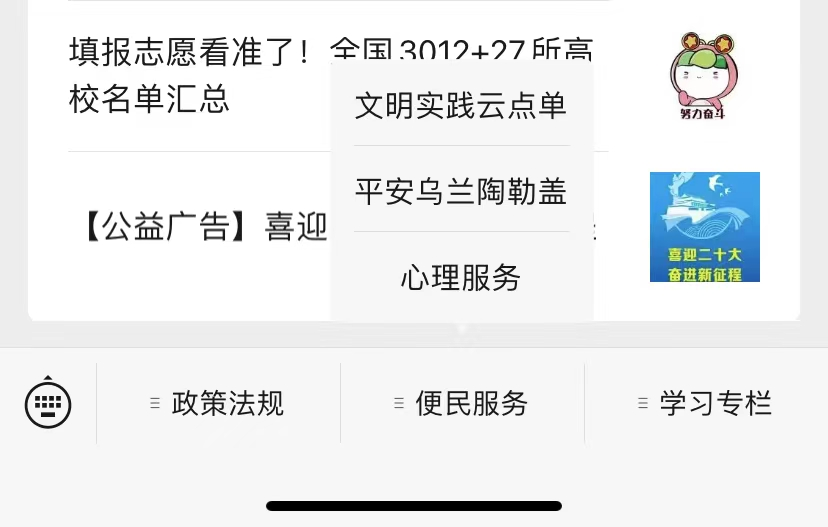 填报志愿看准了！全国3012+27所高
校名单汇总
努力奋斗
文明实践云点单
平安乌兰陶勒盖
【公益广告】喜迎
喜迎二十大
奋进新征程
心理服务
政策法规
便民服务
学习专栏